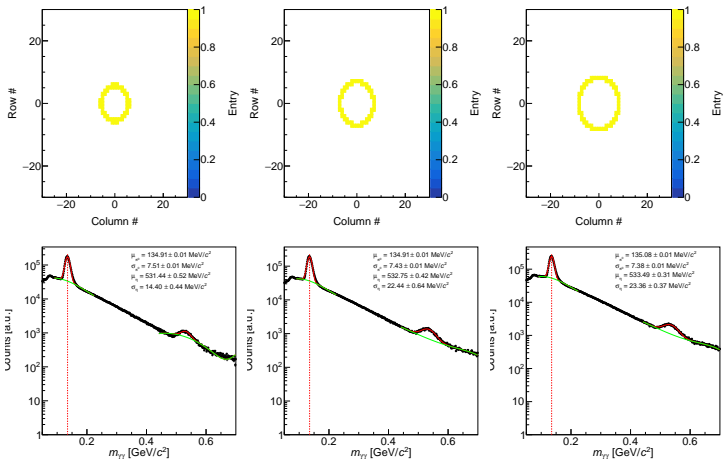 20
0
−20
Row #
−20
0
20
Column #
1
0.8
0.6
0.4
0.2
0
Entry
20
0
−20
Row #
−20
0
20
Column #
1
0.8
0.6
0.4
0.2
0
Entry
20
0
−20
Row #
−20
0
20
Column #
1
0.8
0.6
0.4
0.2
0
Entry
μπ⁰ = 134.91 ± 0.01 MeV/c²
σπ⁰ = 7.51 ± 0.01 MeV/c²
μη = 531.44 ± 0.52 MeV/c²
ση = 14.40 ± 0.44 MeV/c²
10⁵
10⁴
10³
10²
10
1
Counts [a.u.]
0.2
0.4
0.6
mγγ [GeV/c²]
μπ⁰ = 134.91 ± 0.01 MeV/c²
σπ⁰ = 7.43 ± 0.01 MeV/c²
μη = 532.75 ± 0.42 MeV/c²
ση = 22.44 ± 0.64 MeV/c²
10⁵
10⁴
10³
10²
10
1
Counts [a.u.]
0.2
0.4
0.6
mγγ [GeV/c²]
μπ⁰ = 135.08 ± 0.01 MeV/c²
σπ⁰ = 7.38 ± 0.01 MeV/c²
μη = 533.49 ± 0.31 MeV/c²
ση = 23.36 ± 0.37 MeV/c²
10⁵
10⁴
10³
10²
10
1
Counts [a.u.]
0.2
0.4
0.6
mγγ [GeV/c²]